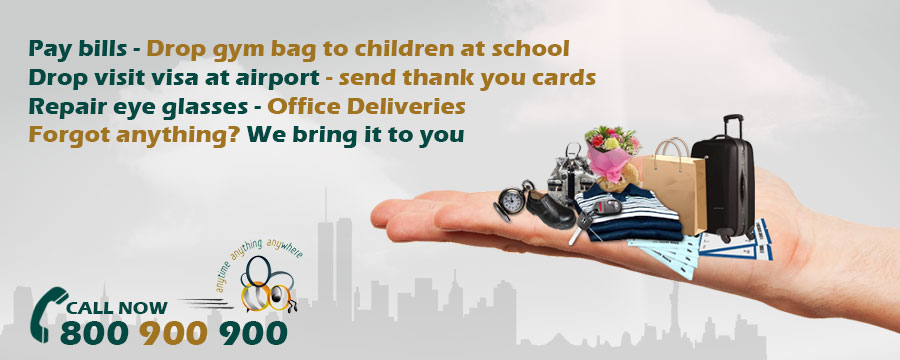 Pay bills - Drop gym bag to children at school
Drop visit visa at airport - send thank you cards
Repair eye glasses - Office Deliveries
Forgot anything? We bring it to you
anytime anything anywhere
CALL NOW
800 900 900